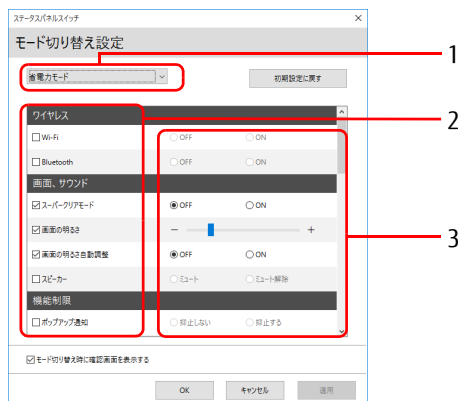 ステータスパネルスイッチ
モード切り替え設定
省電力モード 初期設定に戻す
ワイヤレス
Wi-Fi OFF ON
Bluetooth OFF ON
画面、サウンド
スーパークリアモード OFF ON
画面の明るさ － ＋
画面の明るさ自動調整 OFF ON
スピーカー ミュート ミュート解除
機能制限
ポップアップ通知 抑止しない 抑止する
モード切り替え時に確認画面を表示する
OK キャンセル 適用
1
2
3